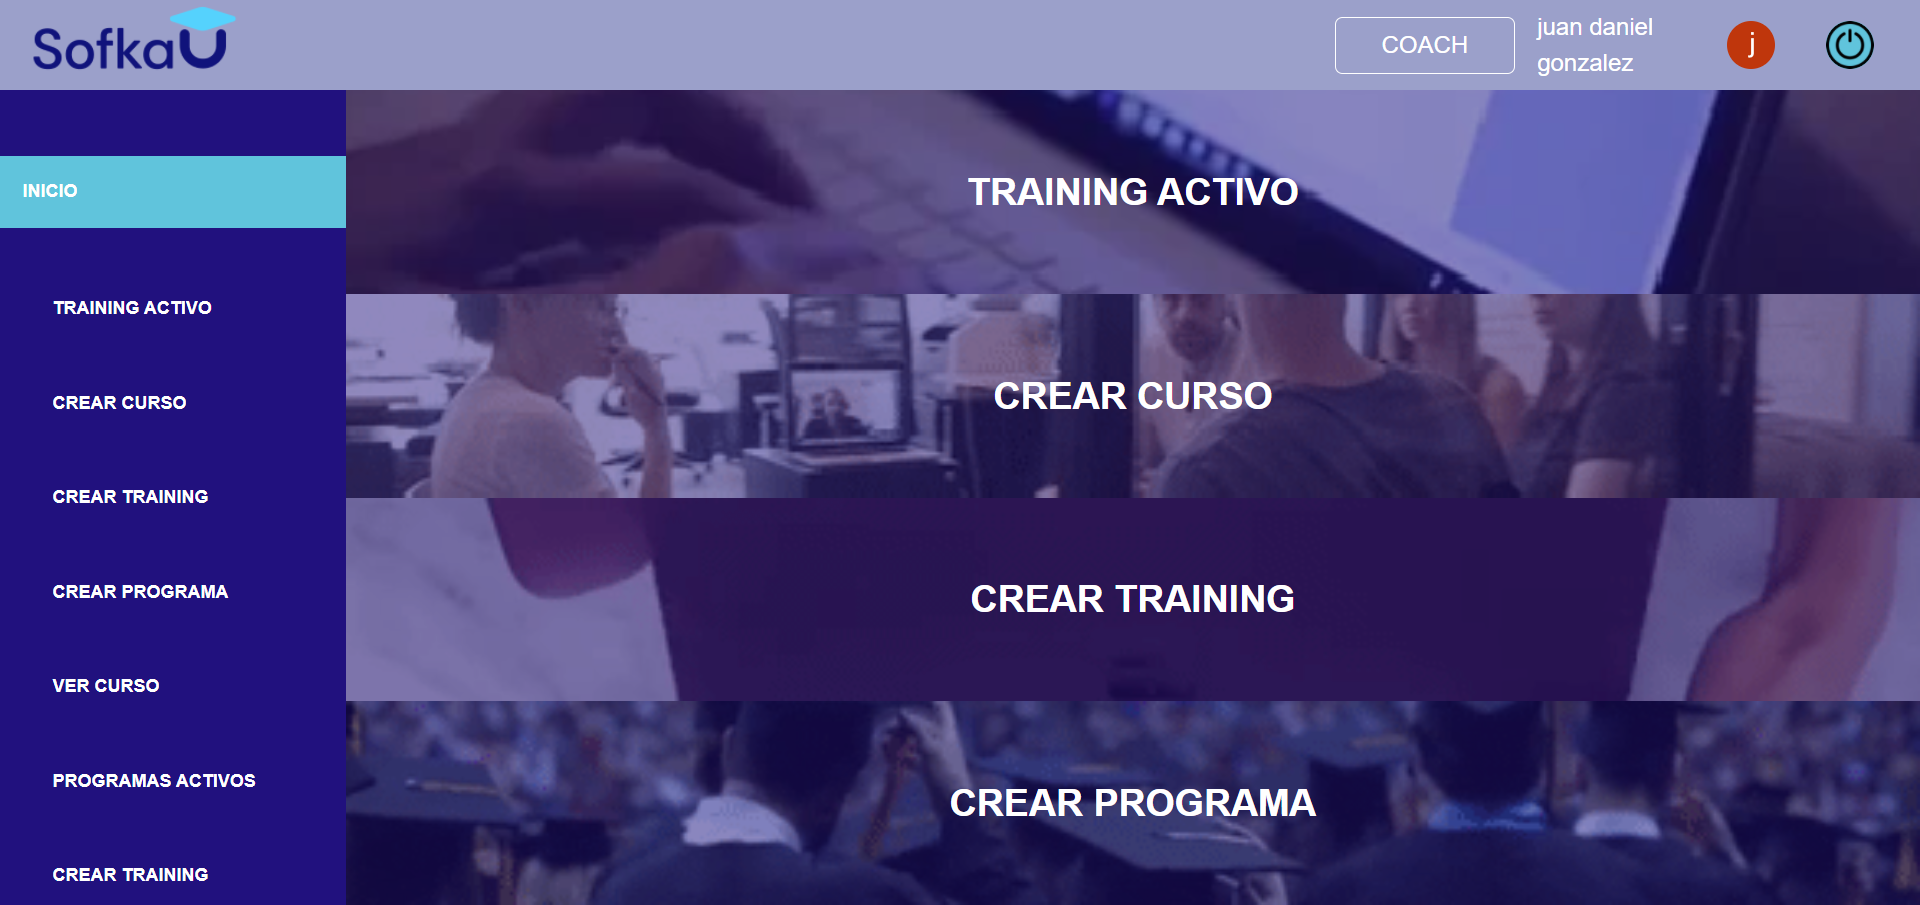 SofkaU
COACH
juan daniel
gonzalez
j
INICIO
TRAINING ACTIVO
CREAR CURSO
CREAR TRAINING
CREAR PROGRAMA
VER CURSO
PROGRAMAS ACTIVOS
CREAR TRAINING
TRAINING ACTIVO
CREAR CURSO
CREAR TRAINING
CREAR PROGRAMA